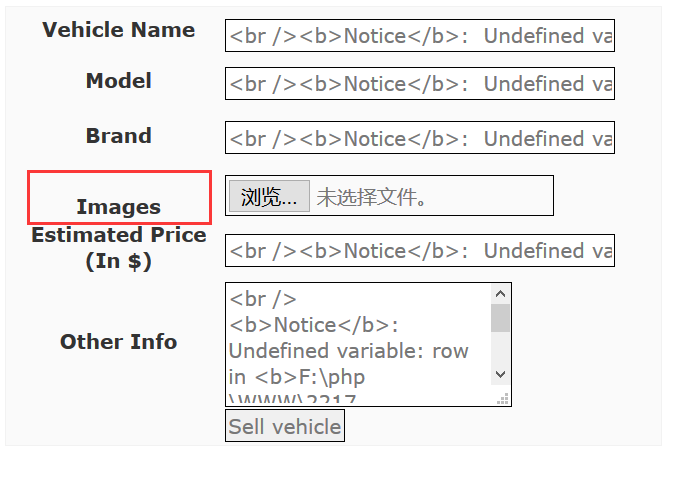 Vehicle Name
<br /><b>Notice</b>:  Undefined va
Model
<br /><b>Notice</b>:  Undefined va
Brand
<br /><b>Notice</b>:  Undefined va
Images
浏览... 未选择文件。
Estimated Price
(In $)
<br /><b>Notice</b>:  Undefined va
Other Info
<br />
<b>Notice</b>:
Undefined variable: row
in <b>F:\php
\WWW\2217
Sell vehicle